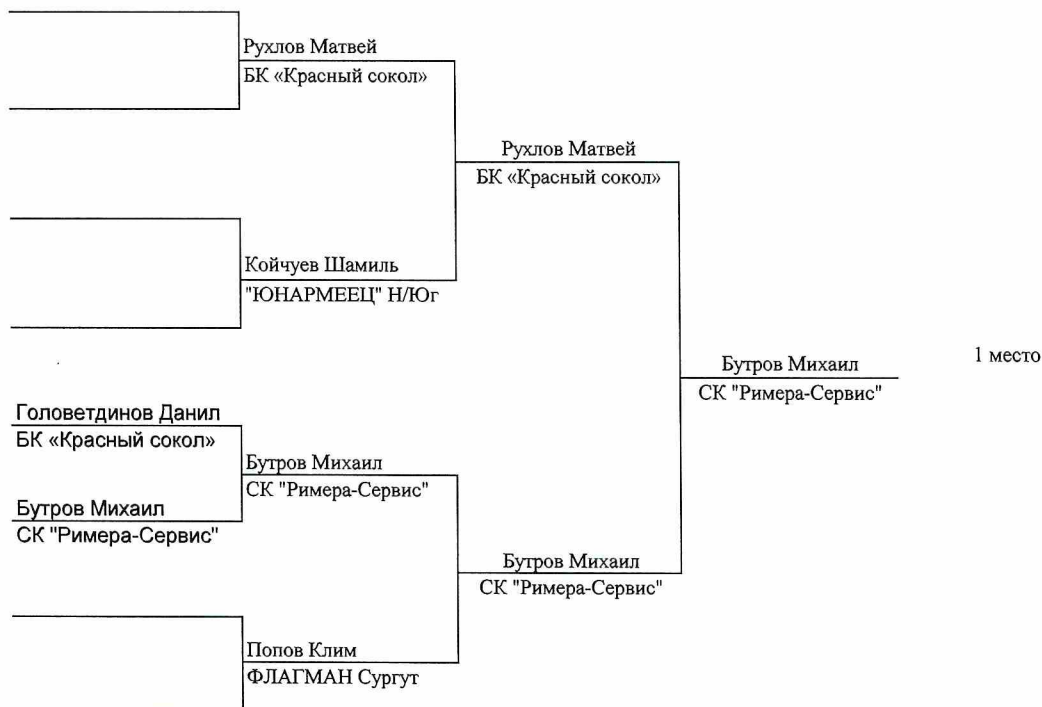 Рухлов Матвей
БК «Красный сокол»
Рухлов Матвей
БК «Красный сокол»
Койчуев Шамиль
"ЮНАРМЕЕЦ" Н/Юг
1 место
Бутров Михаил
СК "Римера-Сервис"
Головетдинов Данил
БК «Красный сокол»
Бутров Михаил
СК "Римера-Сервис"
Бутров Михаил
СК "Римера-Сервис"
Бутров Михаил
СК "Римера-Сервис"
Попов Клим
ФЛАГМАН Сургут